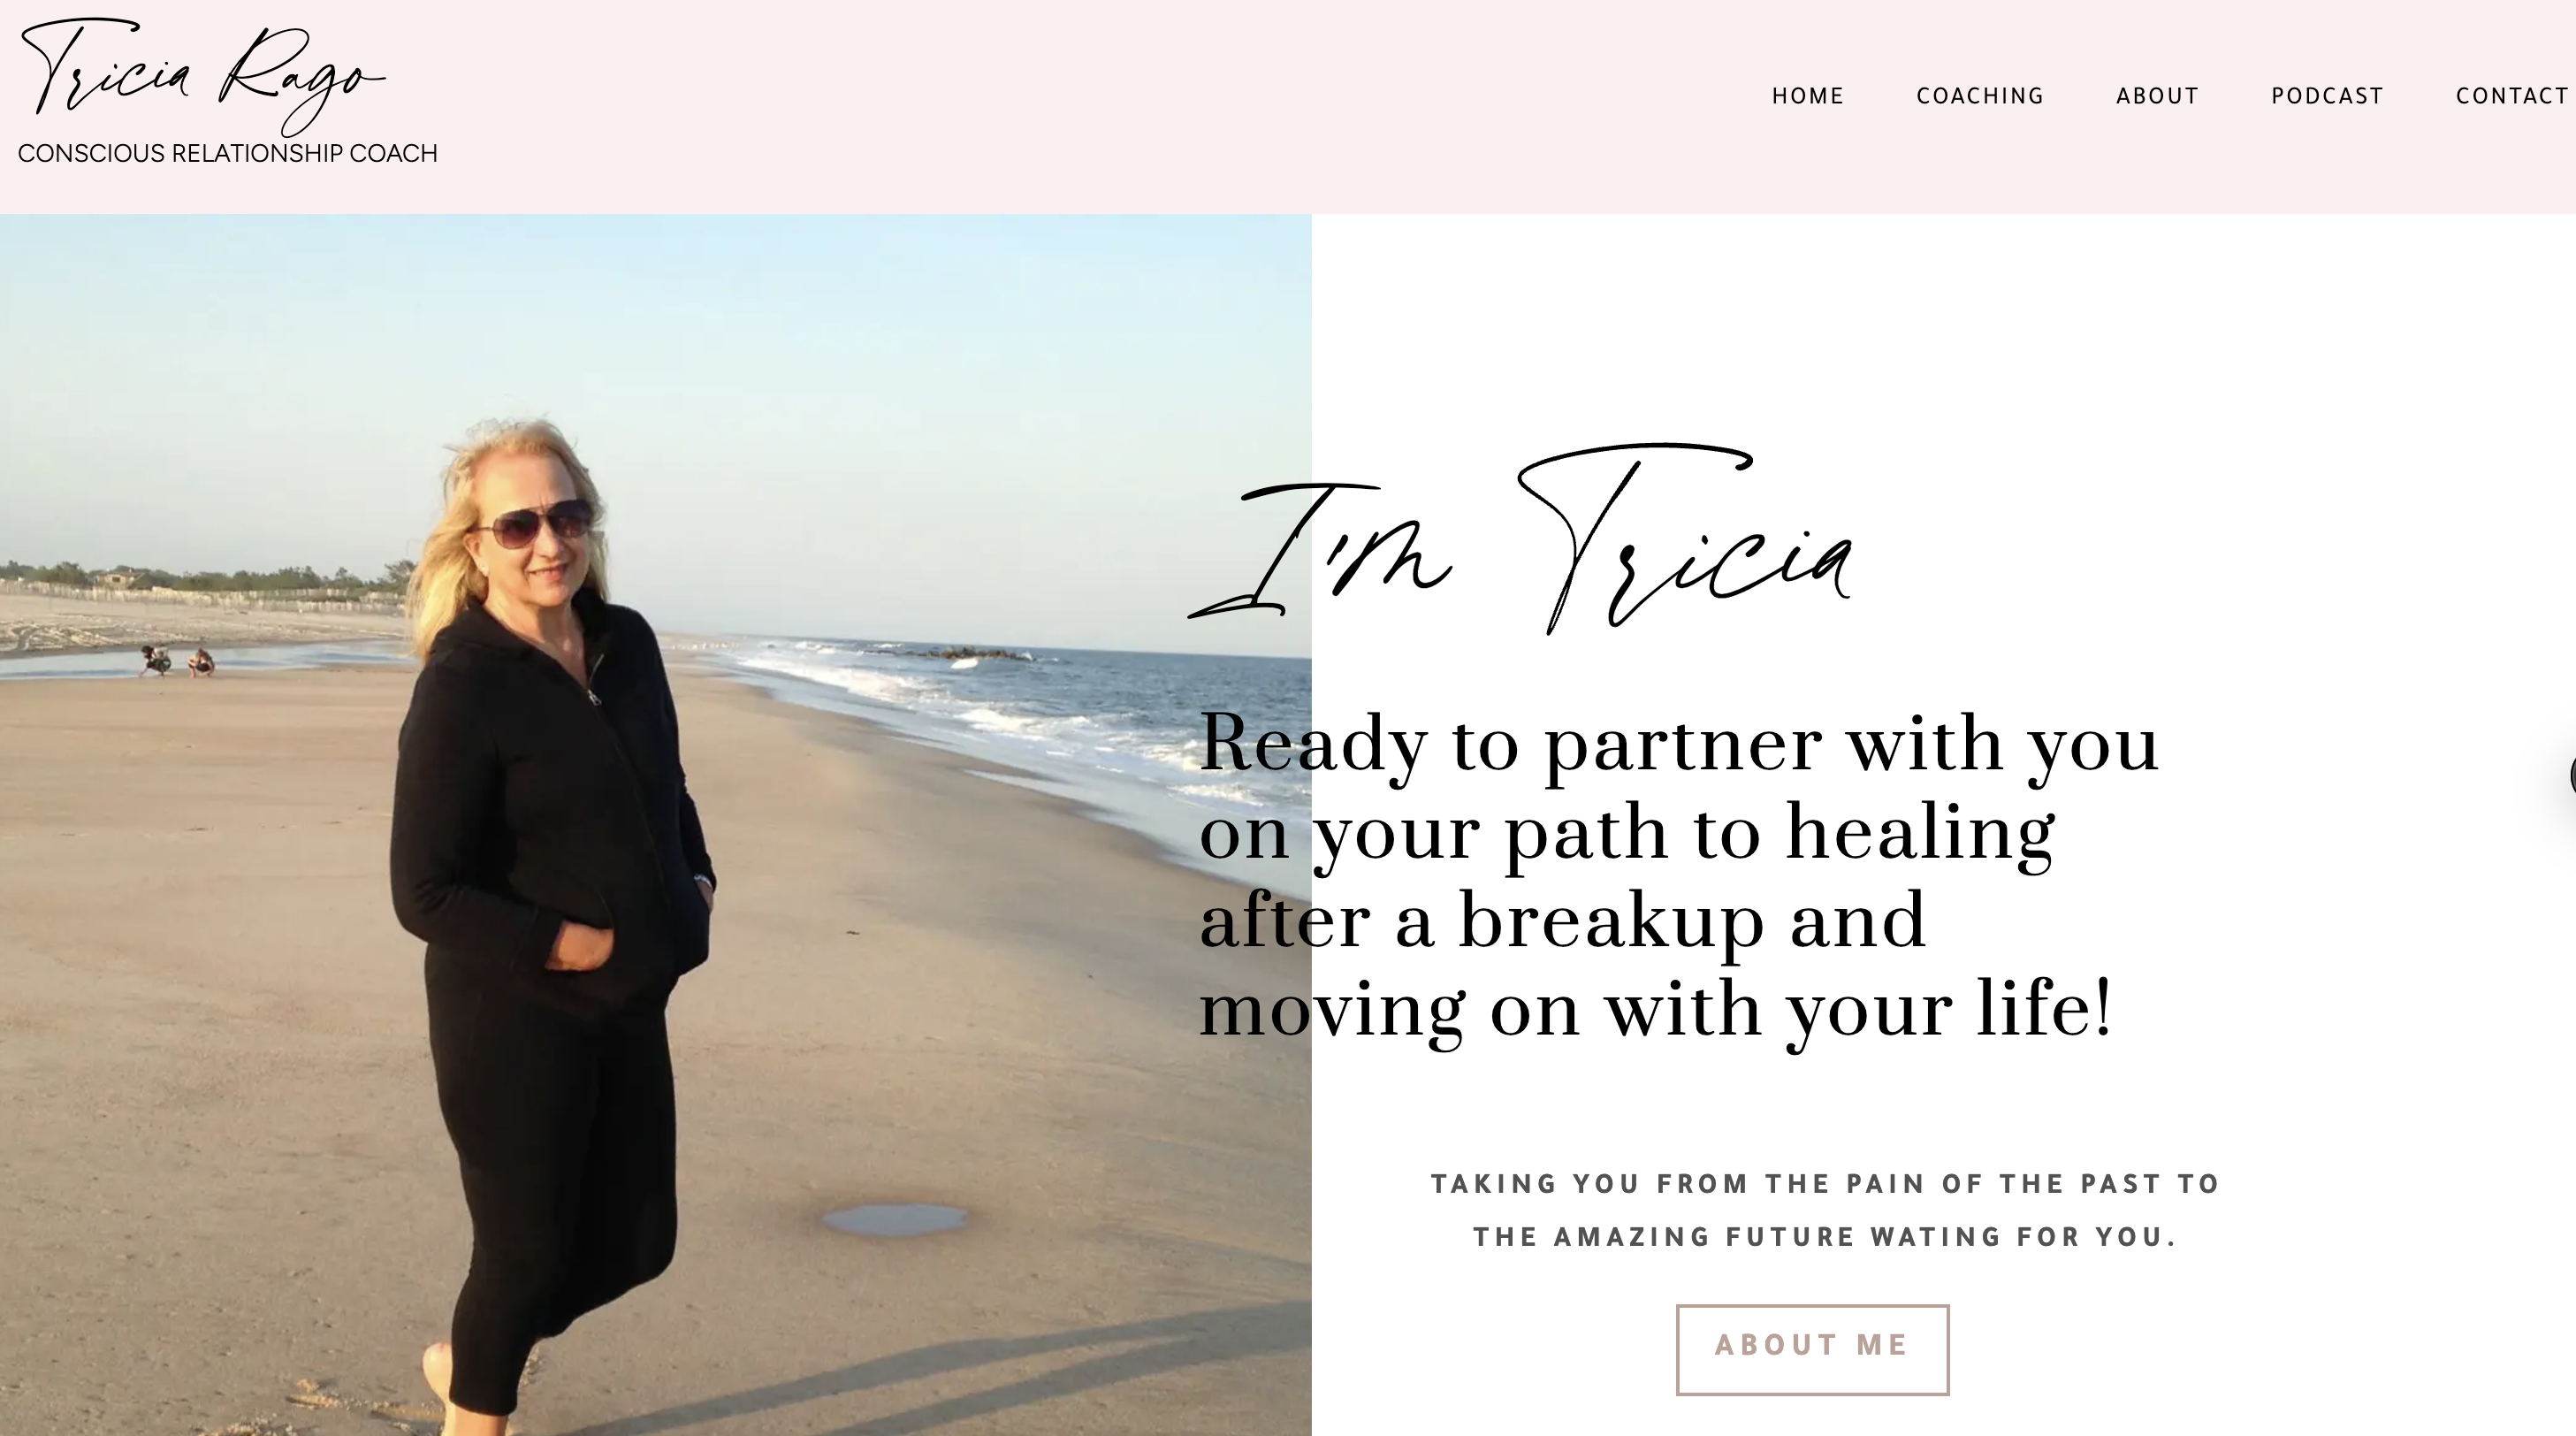 Tricia Rago
CONSCIOUS RELATIONSHIP COACH
HOME COACHING ABOUT PODCAST CONTACT
I'm Tricia
Ready to partner with you
on your path to healing
after a breakup and
moving on with your life!
TAKING YOU FROM THE PAIN OF THE PAST TO
THE AMAZING FUTURE WATING FOR YOU.
ABOUT ME